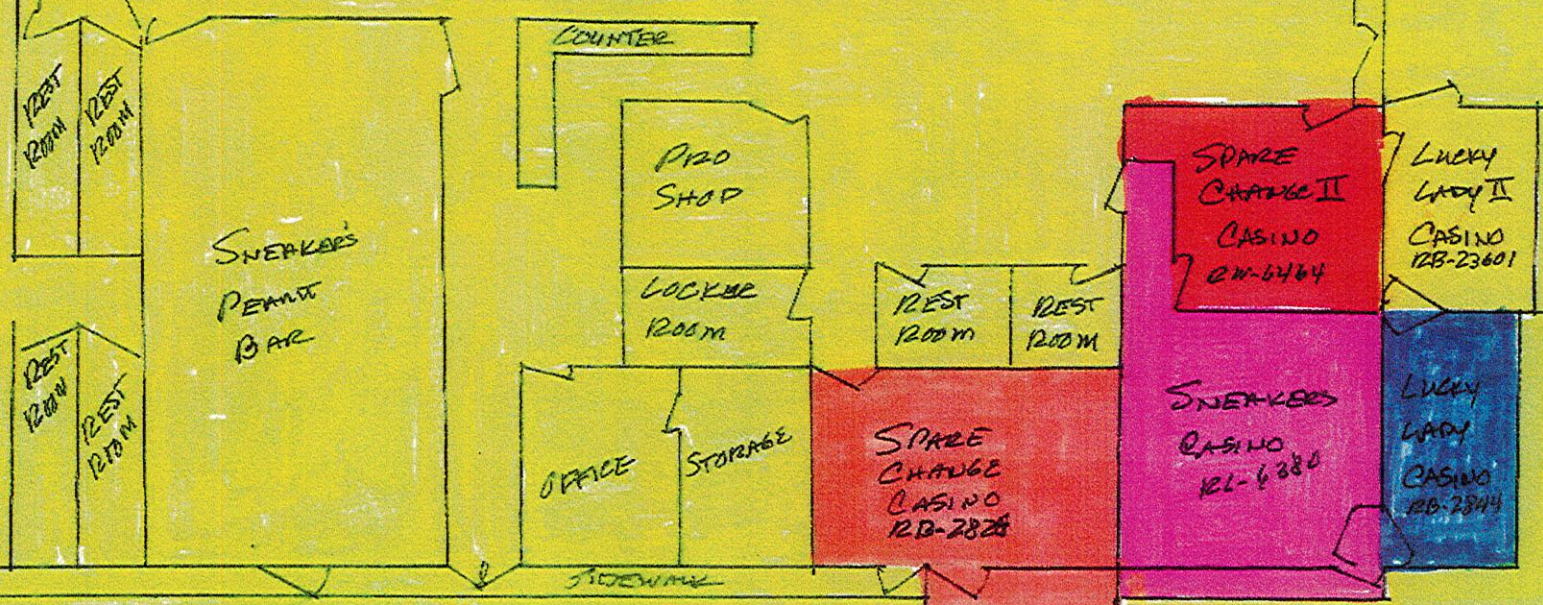 COUNTER
REST
ROOM
REST
ROOM
PRO
SHOP
SPARE
CHANGE II
CASINO
LUCKY
LADY II
CASINO
RB-23601
SNEAKER'S
PEANUT
BAR
LOCKER
ROOM
REST
ROOM
REST
ROOM
REST
ROOM
REST
ROOM
OFFICE
STORAGE
SPARE
CHANGE
CASINO
SNEAKERS
CASINO
LUCKY
LADY
CASINO
RB-2844
SIDEWALK